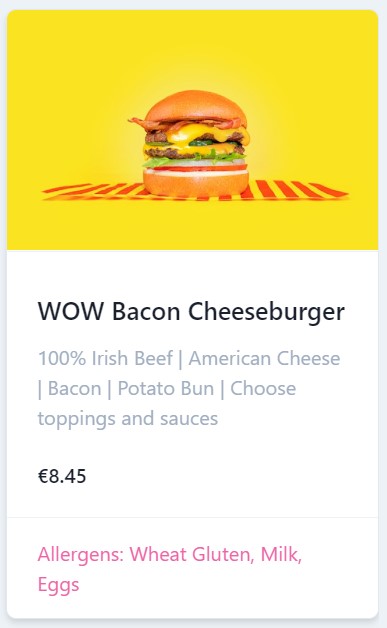 WOW Bacon Cheeseburger
100% Irish Beef | American Cheese
| Bacon | Potato Bun | Choose
toppings and sauces
€8.45
Allergens: Wheat Gluten, Milk,
Eggs